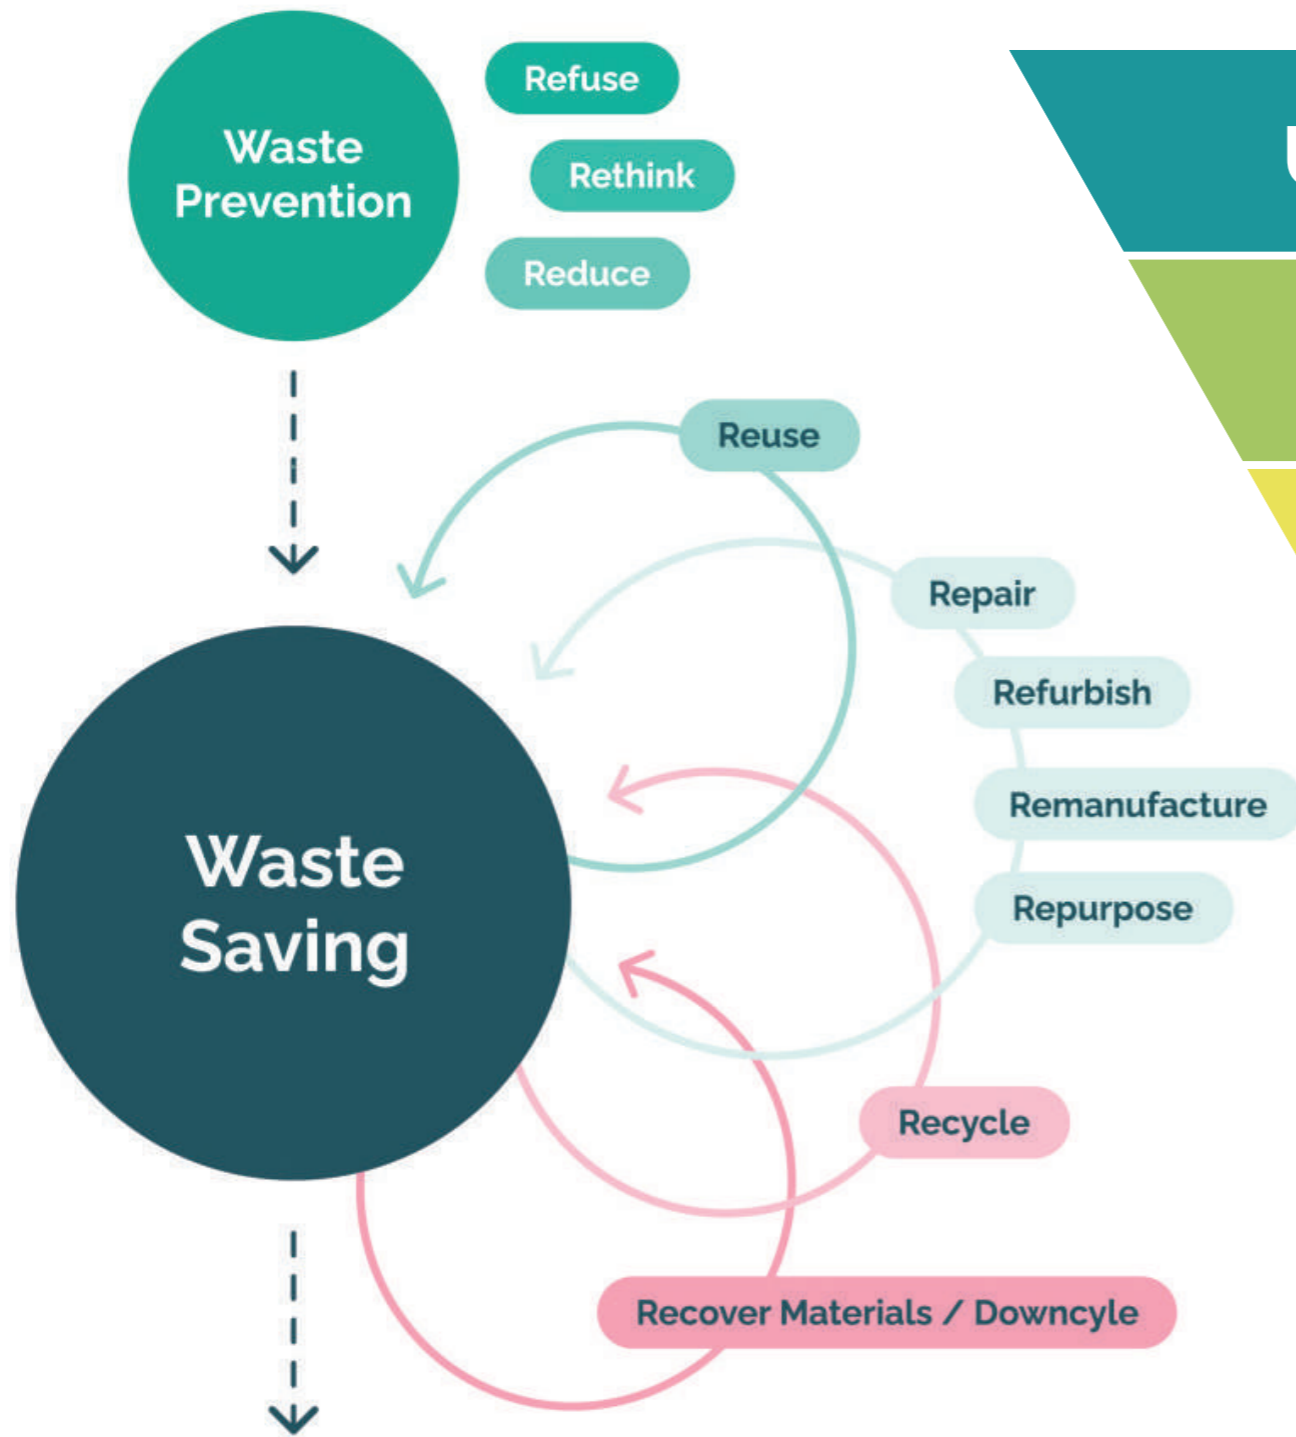 Waste
Prevention
Refuse
Rethink
Reduce
Reuse
Repair
Refurbish
Remanufacture
Repurpose
Waste
Saving
Recycle
Recover Materials / Downcyle